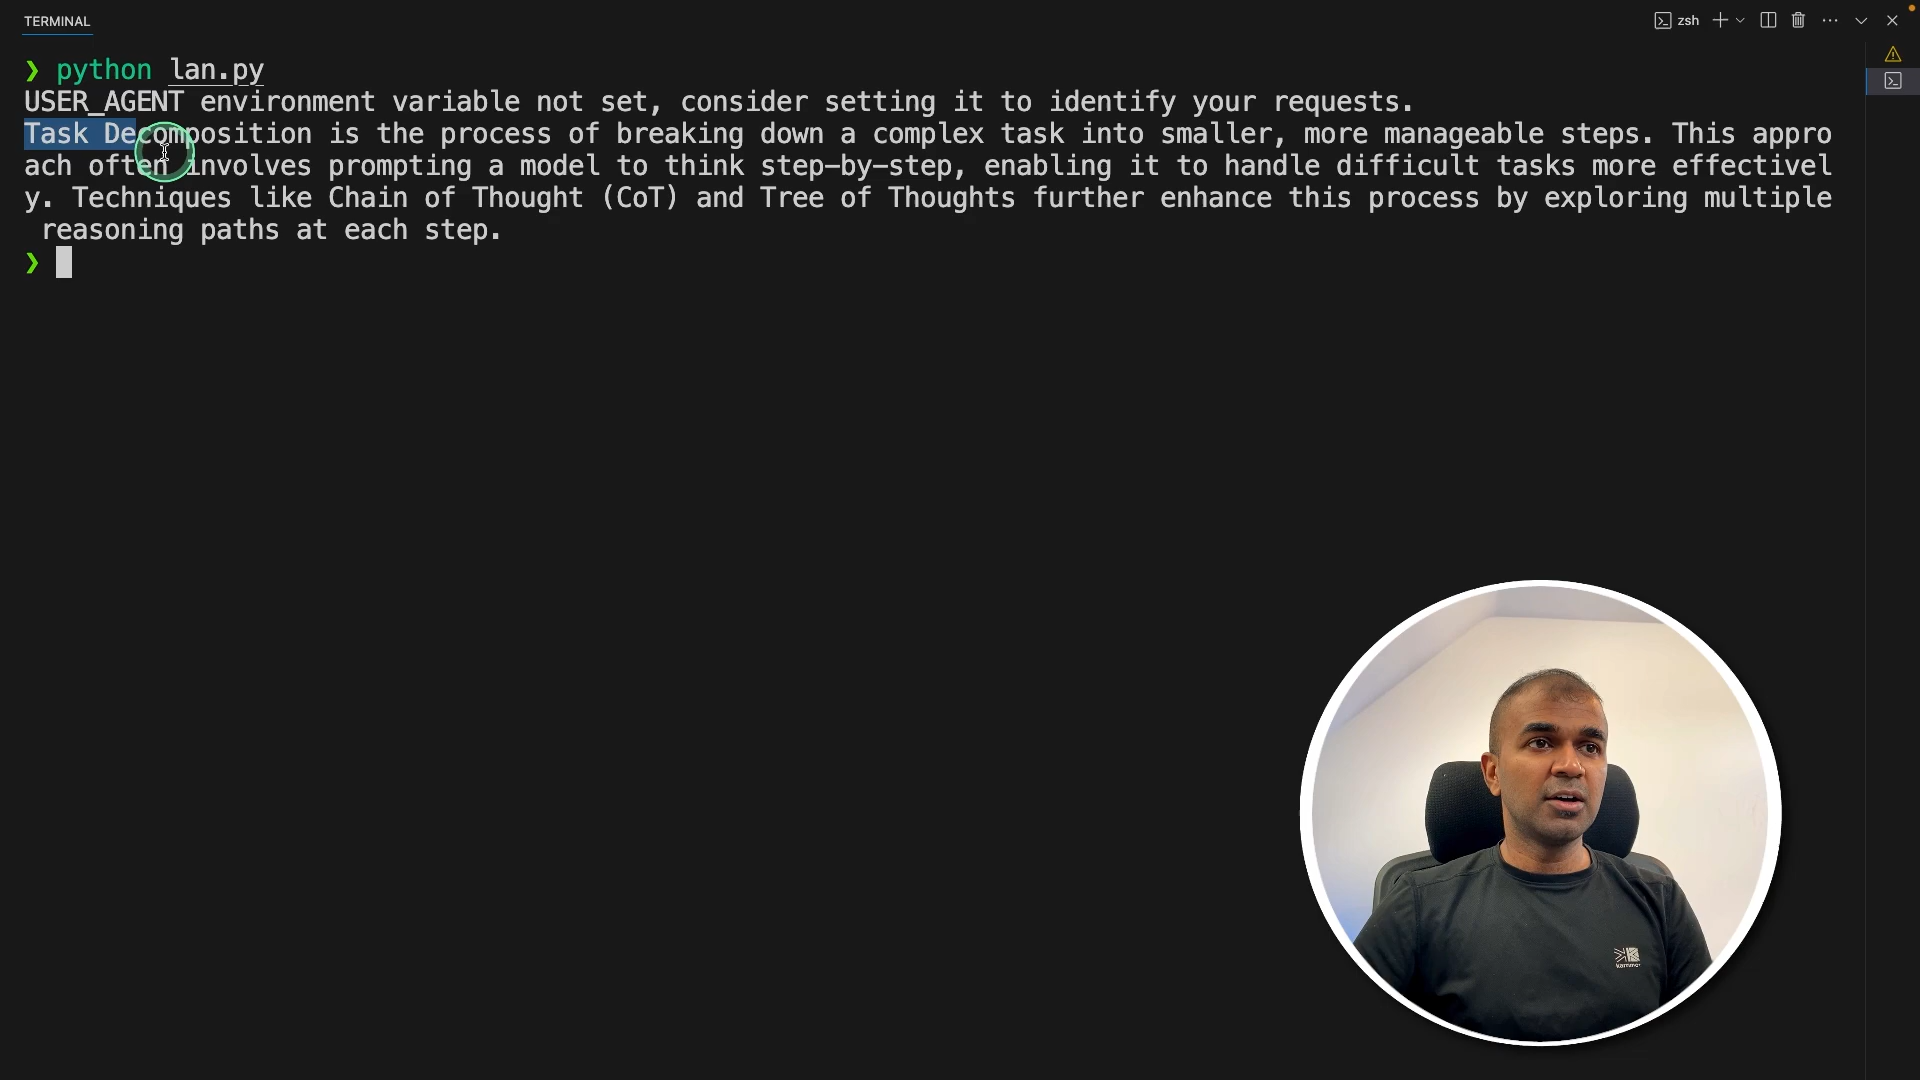 TERMINAL
zsh
❯ python lan.py
USER_AGENT environment variable not set, consider setting it to identify your requests.
Task Decomposition is the process of breaking down a complex task into smaller, more manageable steps. This appro
ach often involves prompting a model to think step-by-step, enabling it to handle difficult tasks more effectivel
y. Techniques like Chain of Thought (CoT) and Tree of Thoughts further enhance this process by exploring multiple
 reasoning paths at each step.
❯